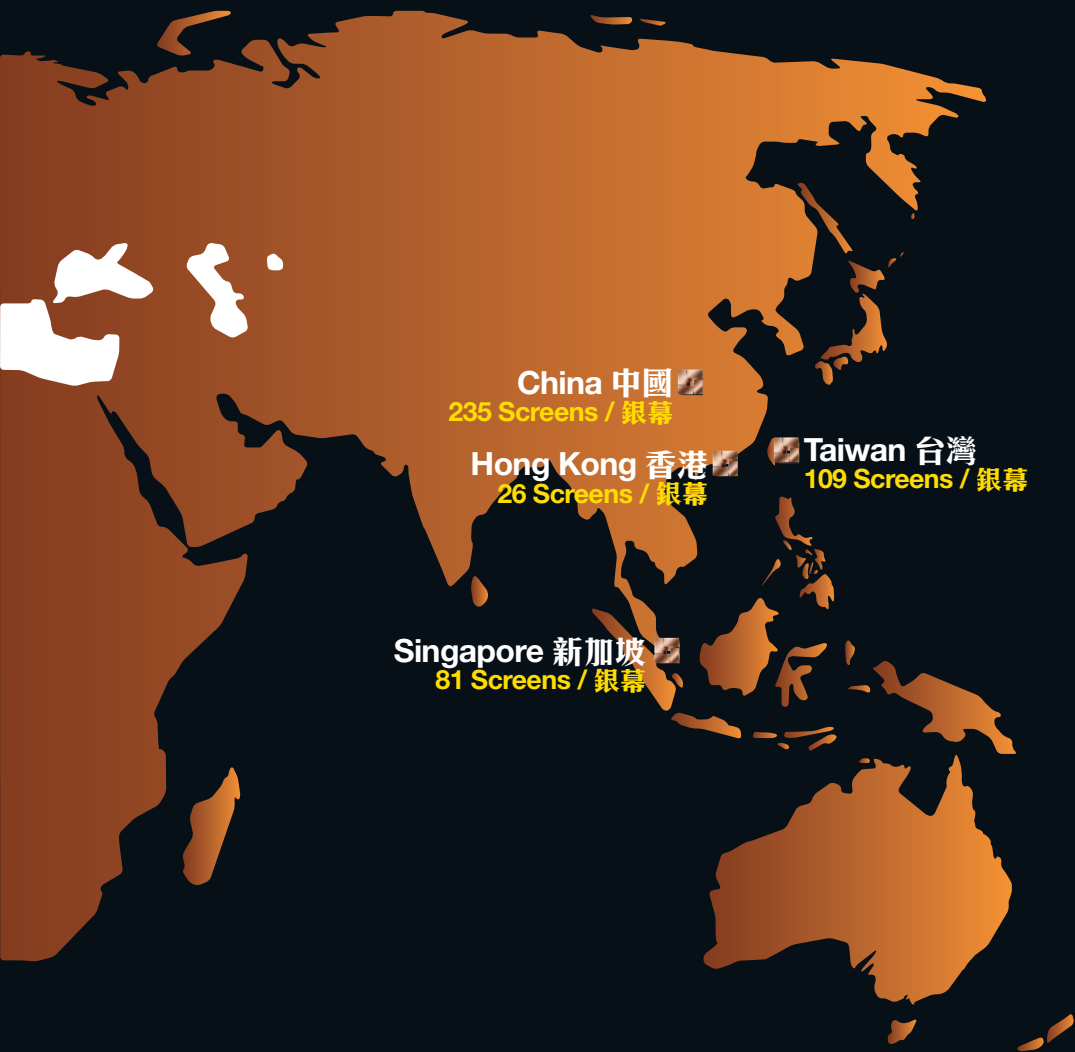 China 中國
235 Screens / 銀幕
Hong Kong 香港
26 Screens / 銀幕
Taiwan 台灣
109 Screens / 銀幕
Singapore 新加坡
81 Screens / 銀幕